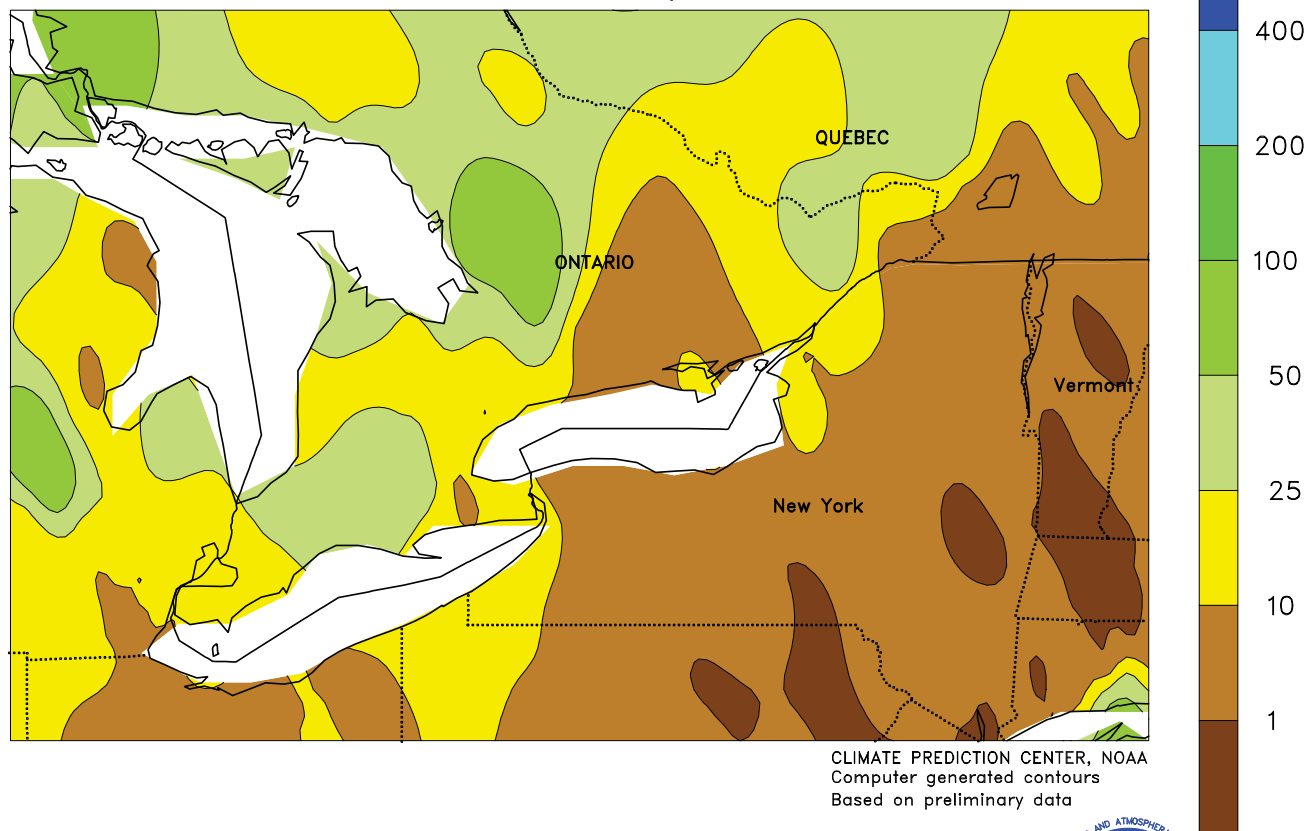 QUEBEC
ONTARIO
Vermont
New York
400
200
100
50
25
10
1
CLIMATE PREDICTION CENTER, NOAA
Computer generated contours
Based on preliminary data
AND